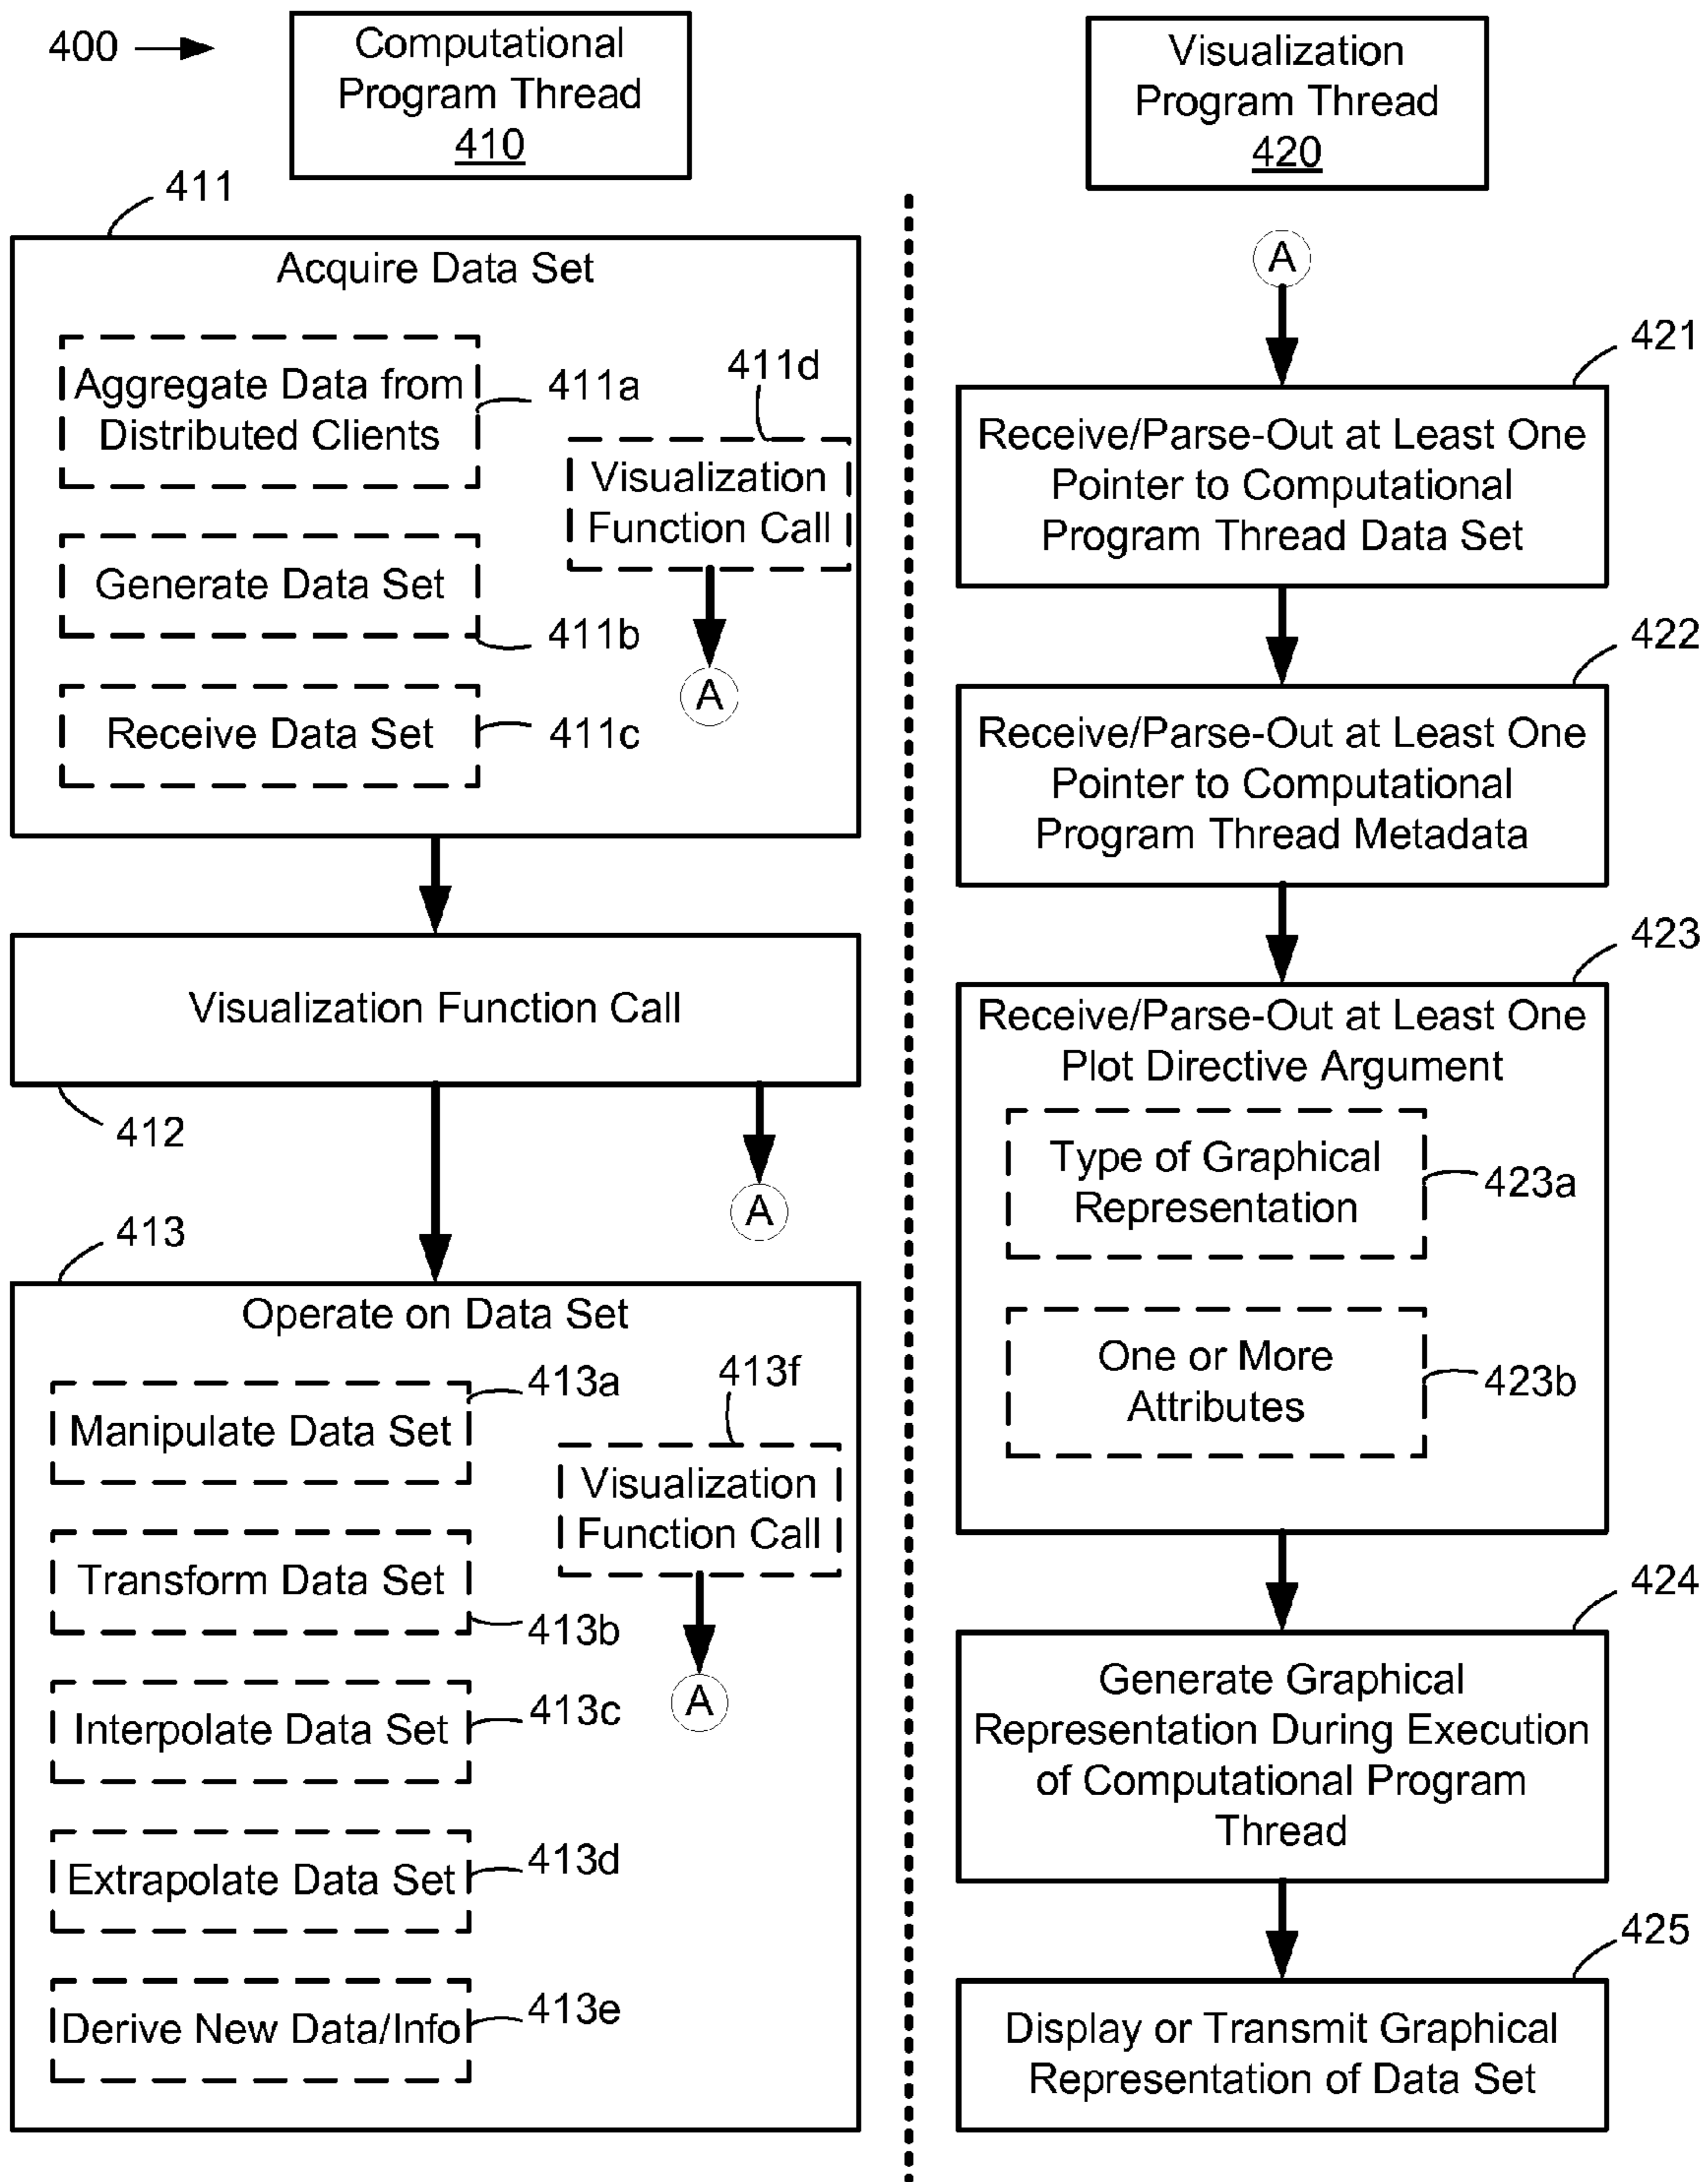 400
Computational
Program Thread
410
411
Acquire Data Set
Aggregate Data from
Distributed Clients
411a
Generate Data Set
411b
Receive Data Set
411c
411d
Visualization
Function Call
A
Visualization Function Call
412
A
413
Operate on Data Set
Manipulate Data Set
413a
Transform Data Set
413b
Interpolate Data Set
413c
Extrapolate Data Set
413d
Derive New Data/Info
413e
413f
Visualization
Function Call
A
Visualization
Program Thread
420
A
421
Receive/Parse-Out at Least One
Pointer to Computational
Program Thread Data Set
422
Receive/Parse-Out at Least One
Pointer to Computational
Program Thread Metadata
423
Receive/Parse-Out at Least One
Plot Directive Argument
Type of Graphical
Representation
423a
One or More
Attributes
423b
424
Generate Graphical
Representation During Execution
of Computational Program
Thread
425
Display or Transmit Graphical
Representation of Data Set